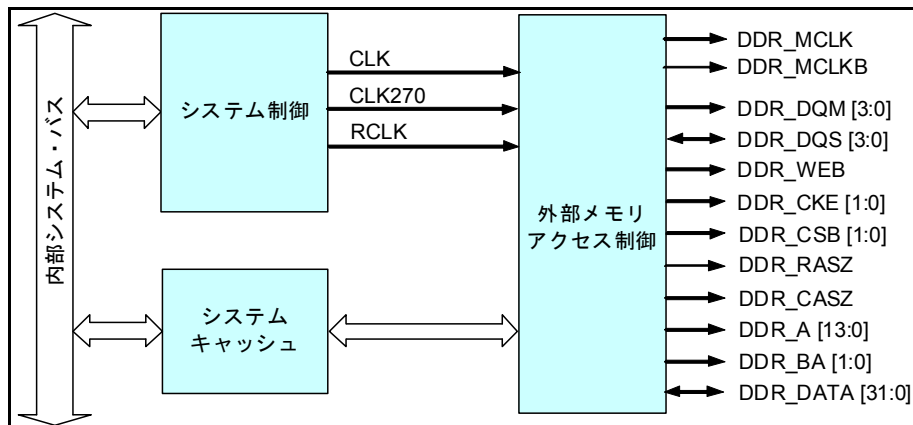 内部システム・バス
システム制御
CLK
CLK270
RCLK
システム
キャッシュ
外部メモリ
アクセス制御
DDR_MCLK
DDR_MCLKB
DDR_DQM [3:0]
DDR_DQS [3:0]
DDR_WEB
DDR_CKE [1:0]
DDR_CSB [1:0]
DDR_RASZ
DDR_CASZ
DDR_A [13:0]
DDR_BA [1:0]
DDR_DATA [31:0]